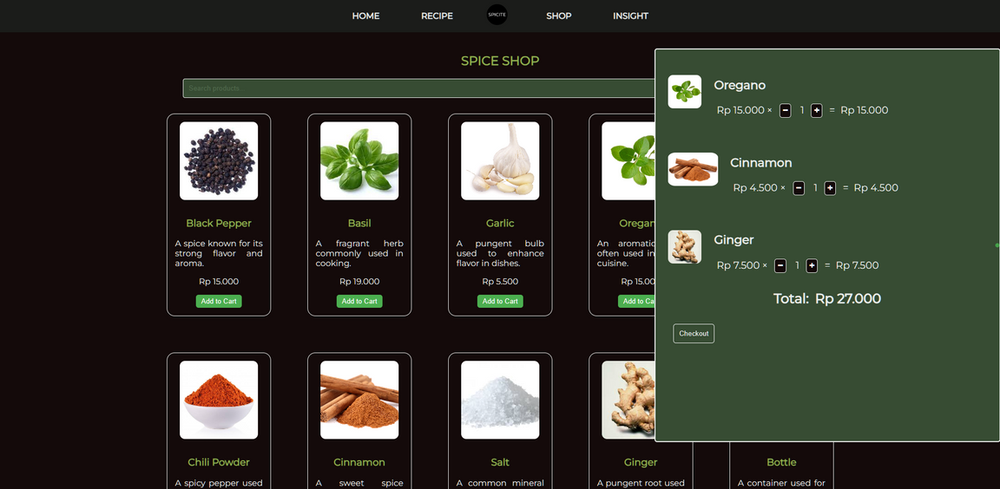 HOME RECIPE SPICITE SHOP INSIGHT
SPICE SHOP
Search products...
Black Pepper
A spice known for its
strong flavor and
aroma.
Rp 15.000
Add to Cart
Basil
A fragrant herb
commonly used in
cooking.
Rp 19.000
Add to Cart
Garlic
A pungent bulb
used to enhance
flavor in dishes.
Rp 5.500
Add to Cart
Oregan
An aromatic
often used in
cuisine.
Rp 15.00
Add to Ca
Oregano
Rp 15.000 × - 1 + = Rp 15.000
Cinnamon
Rp 4.500 × - 1 + = Rp 4.500
Ginger
Rp 7.500 × - 1 + = Rp 7.500
Total: Rp 27.000
Checkout
Chili Powder
A spicy pepper used
Cinnamon
A sweet spice
Salt
A common mineral
Ginger
A pungent root used
Bottle
A container used for